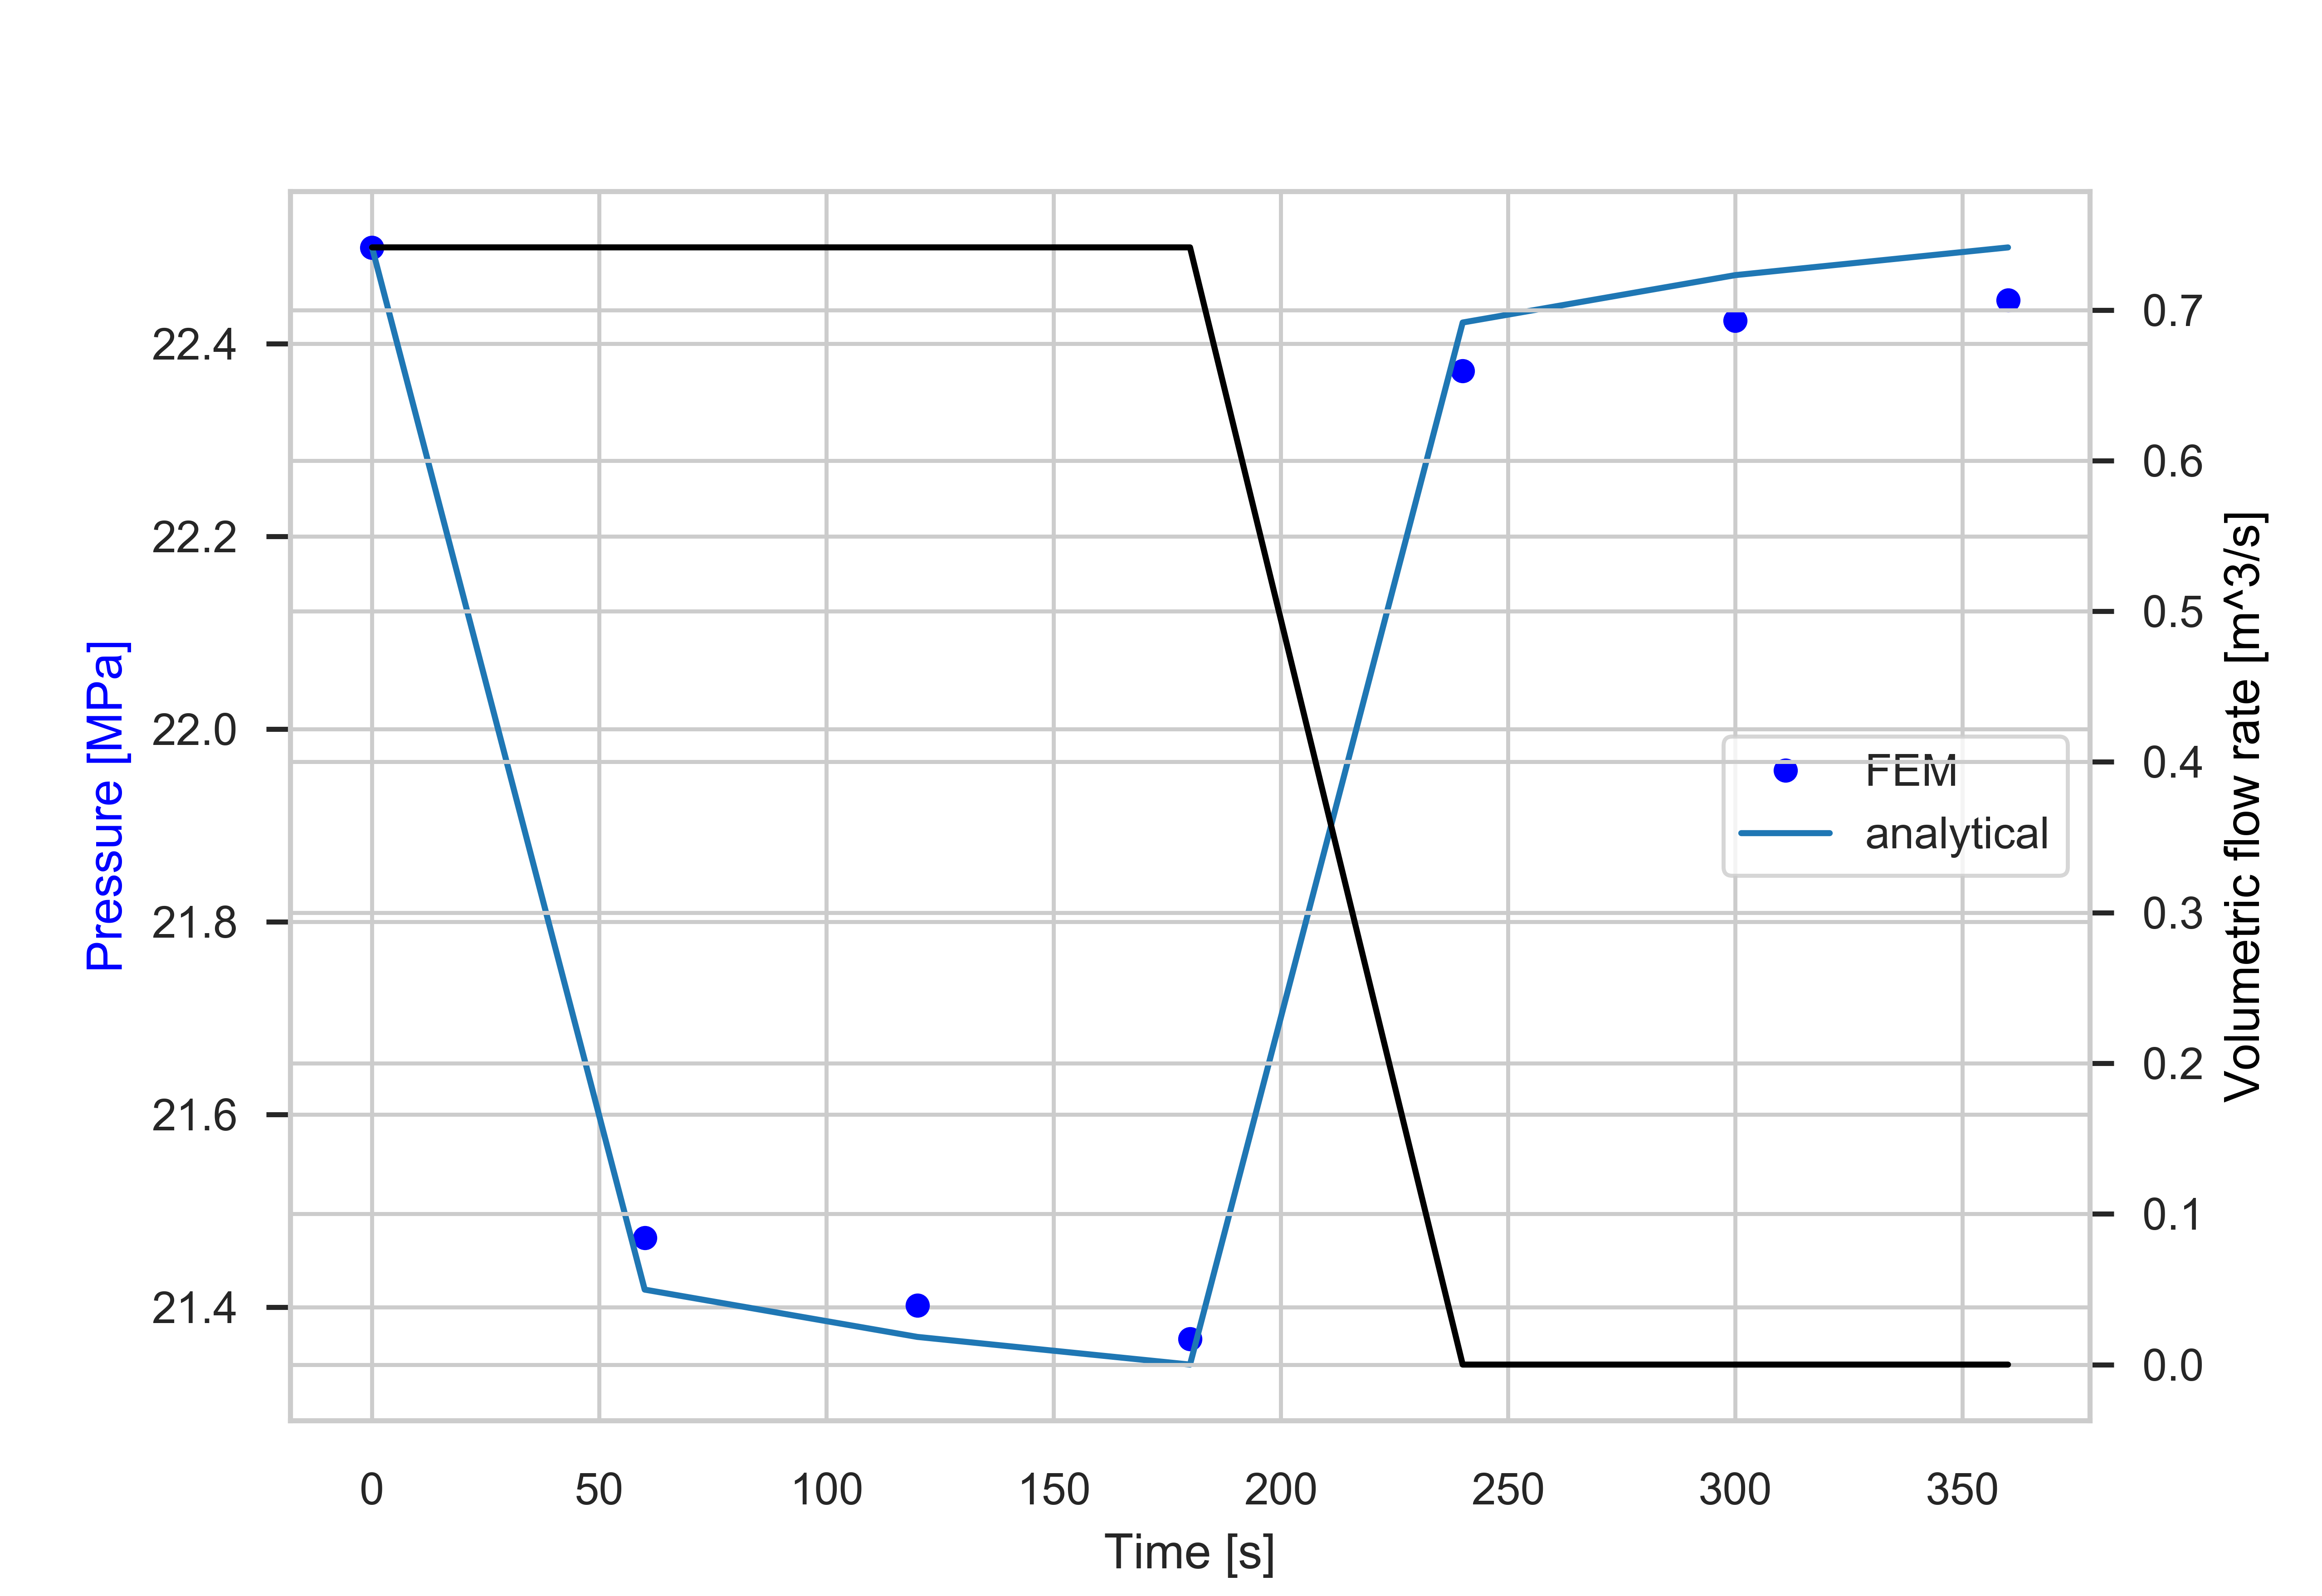 22.4
22.2
22.0
21.8
21.6
21.4
Pressure [MPa]
0.7
0.6
0.5
0.4
0.3
0.2
0.1
0.0
Volumetric flow rate [m^3/s]
FEM
analytical
0 50 100 150 200 250 300 350
Time [s]